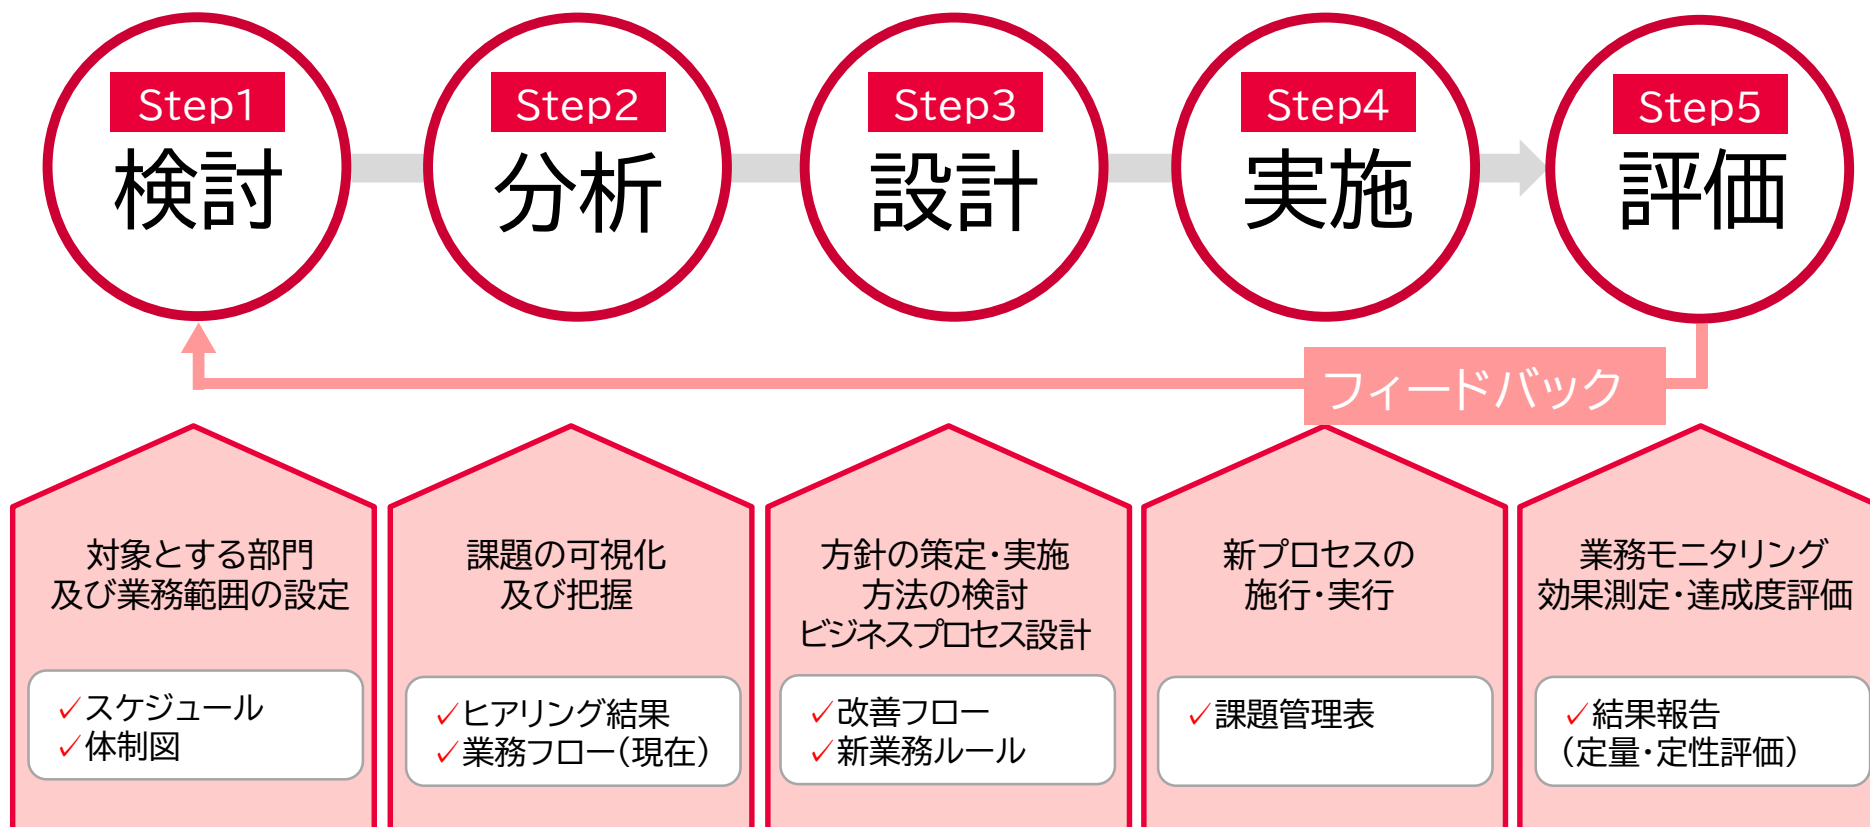 Step1
検討
Step2
分析
Step3
設計
Step4
実施
Step5
評価
フィードバック
対象とする部門
及び業務範囲の設定
✓スケジュール
✓体制図
課題の可視化
及び把握
✓ヒアリング結果
✓業務フロー(現在)
方針の策定・実施
方法の検討
ビジネスプロセス設計
✓改善フロー
✓新業務ルール
新プロセスの
施行・実行
✓課題管理表
業務モニタリング
効果測定・達成度評価
✓結果報告
(定量・定性評価)